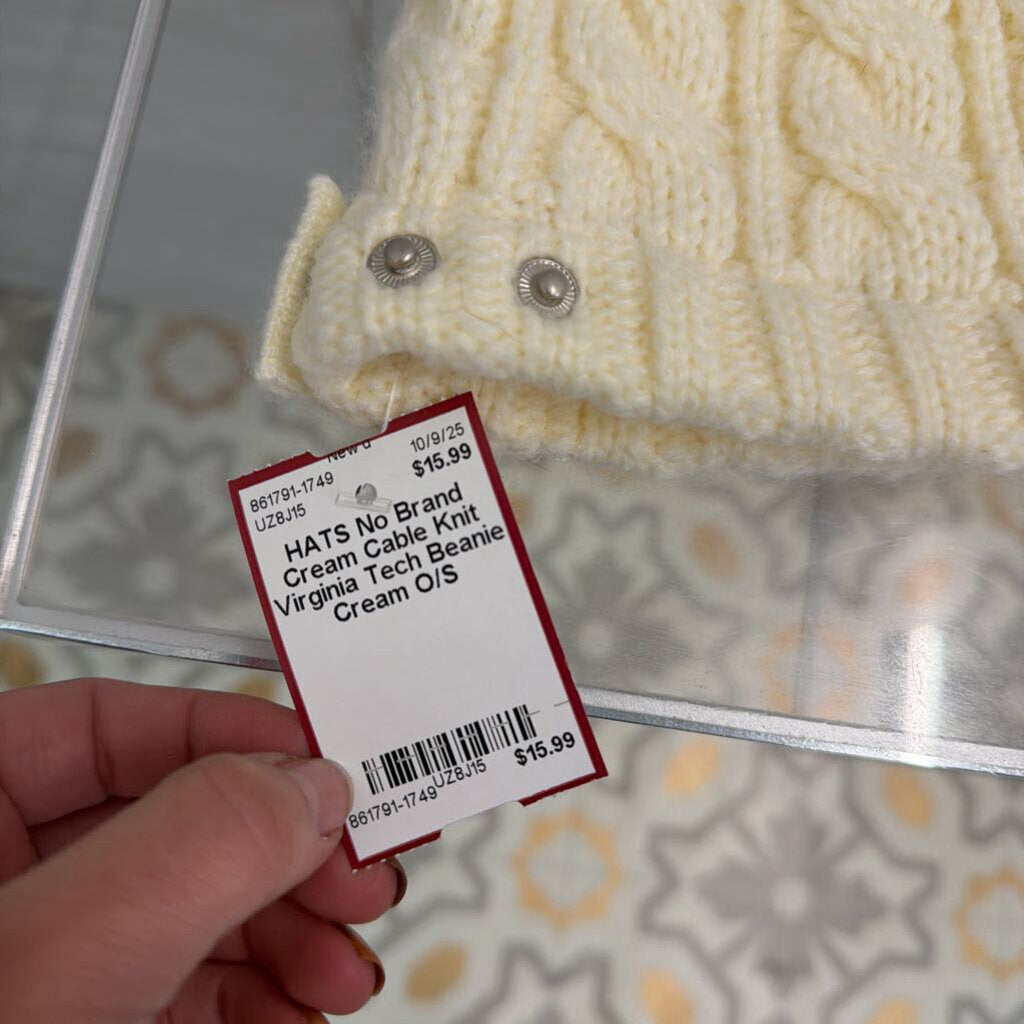 New
10/9/25
861791-1749
$15.99
UZ8J15
HATS No Brand
Cream Cable Knit
Virginia Tech Beanie
Cream O/S
861791-1749
UZ8J15
$15.99